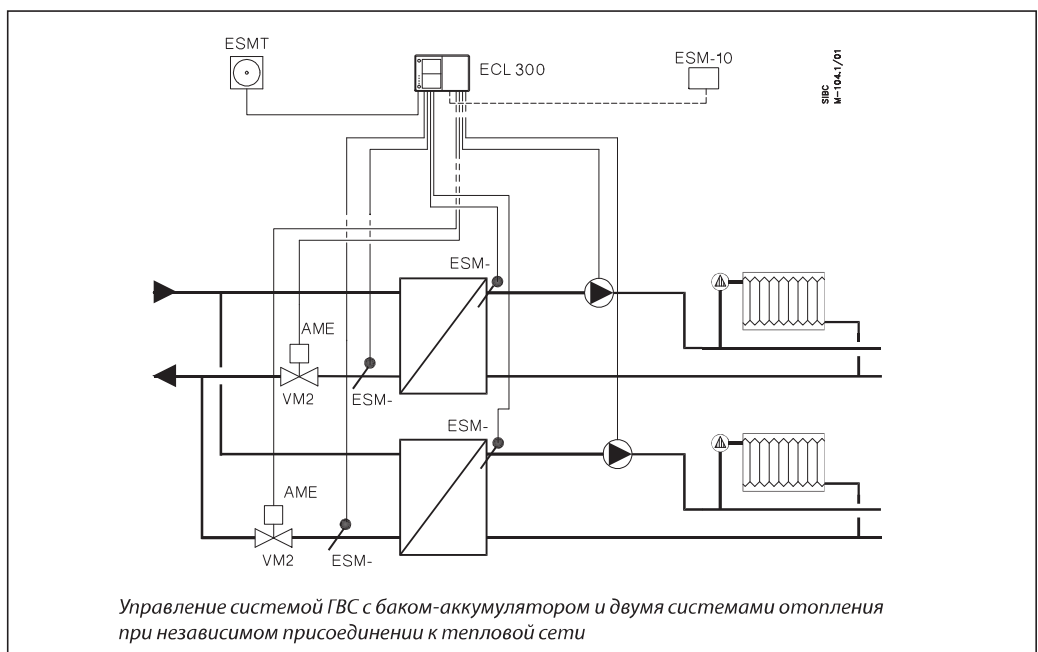 ESMT
ECL 300
ESM-10
SIBC
M-104.1/01
ESM-
AME
VM2
ESM-
ESM-
AME
VM2
ESM-
Управление системой ГВС с баком-аккумулятором и двумя системами отопления
при независимом присоединении к тепловой сети